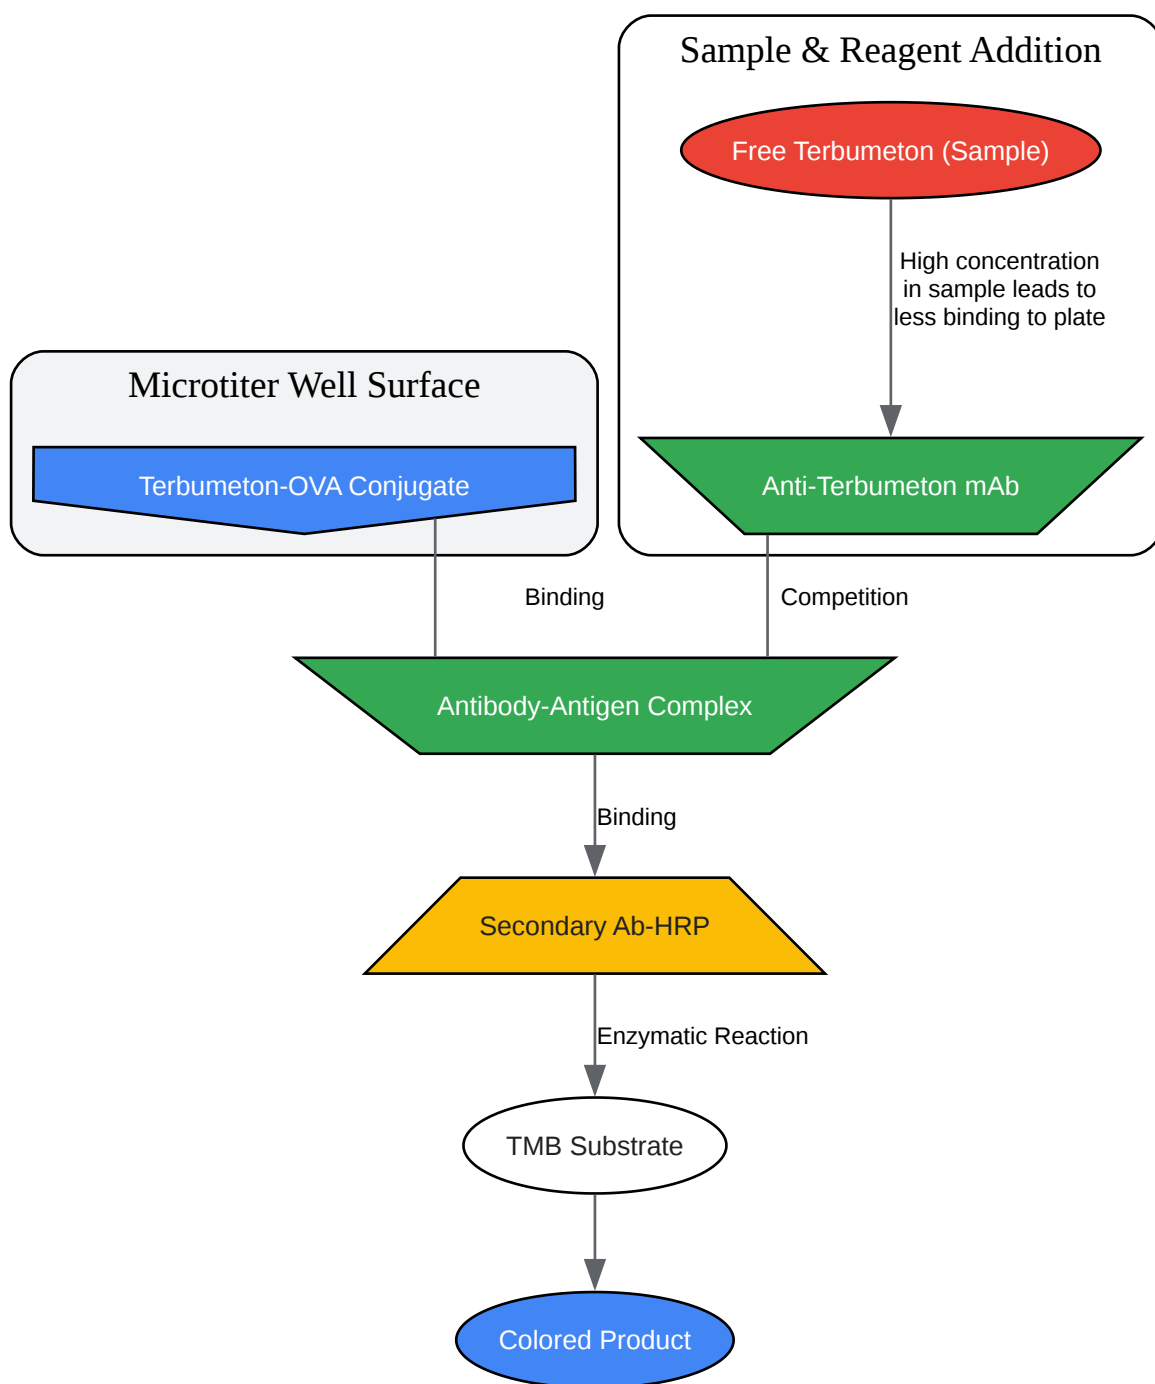 Sample & Reagent Addition
Free Terbumeton (Sample)
High concentration
in sample leads to
less binding to plate
Microtiter Well Surface
Terbumeton-OVA Conjugate
Anti-Terbumeton mAb
Binding
Competition
Antibody-Antigen Complex
Binding
Secondary Ab-HRP
Enzymatic Reaction
TMB Substrate
Colored Product